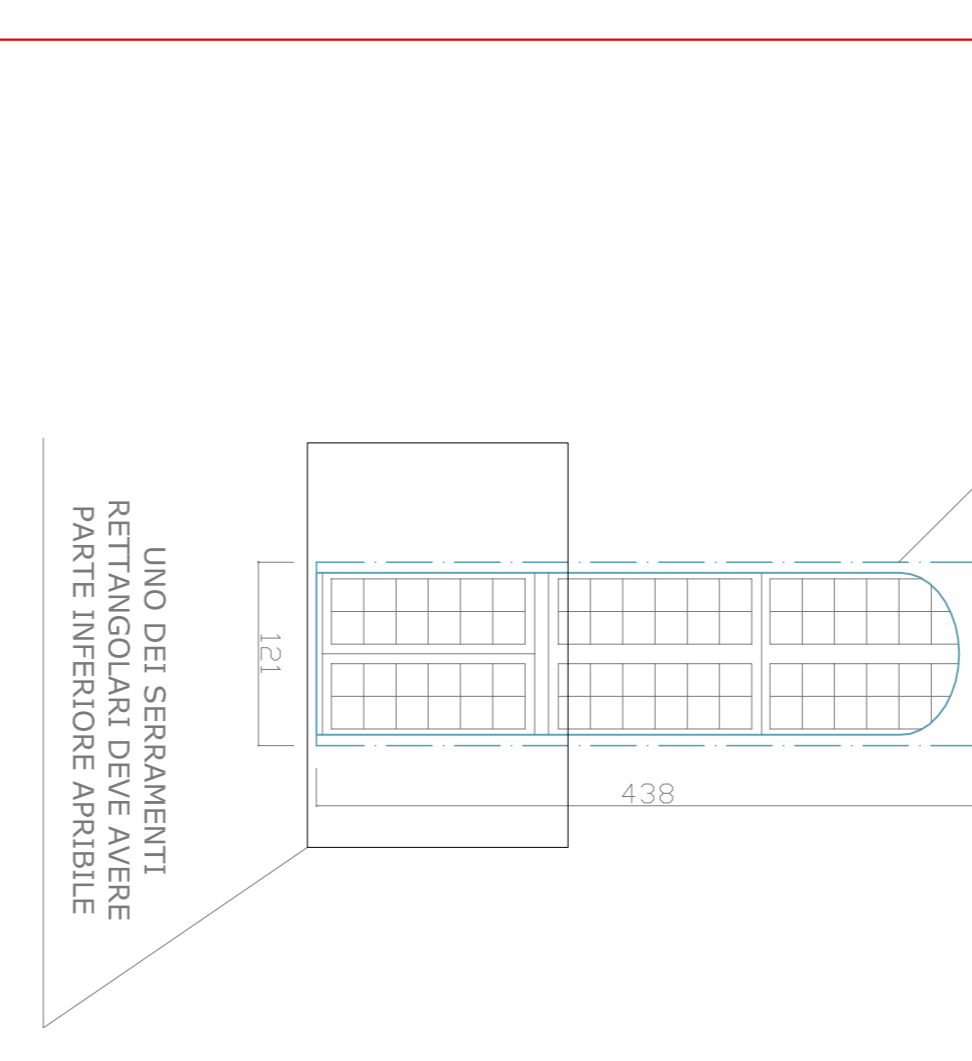 UNO DEI SERRAMENTI
RETTANGOLARI DEVE AVERE
PARTE INFERIORE APRIBILE
121
438